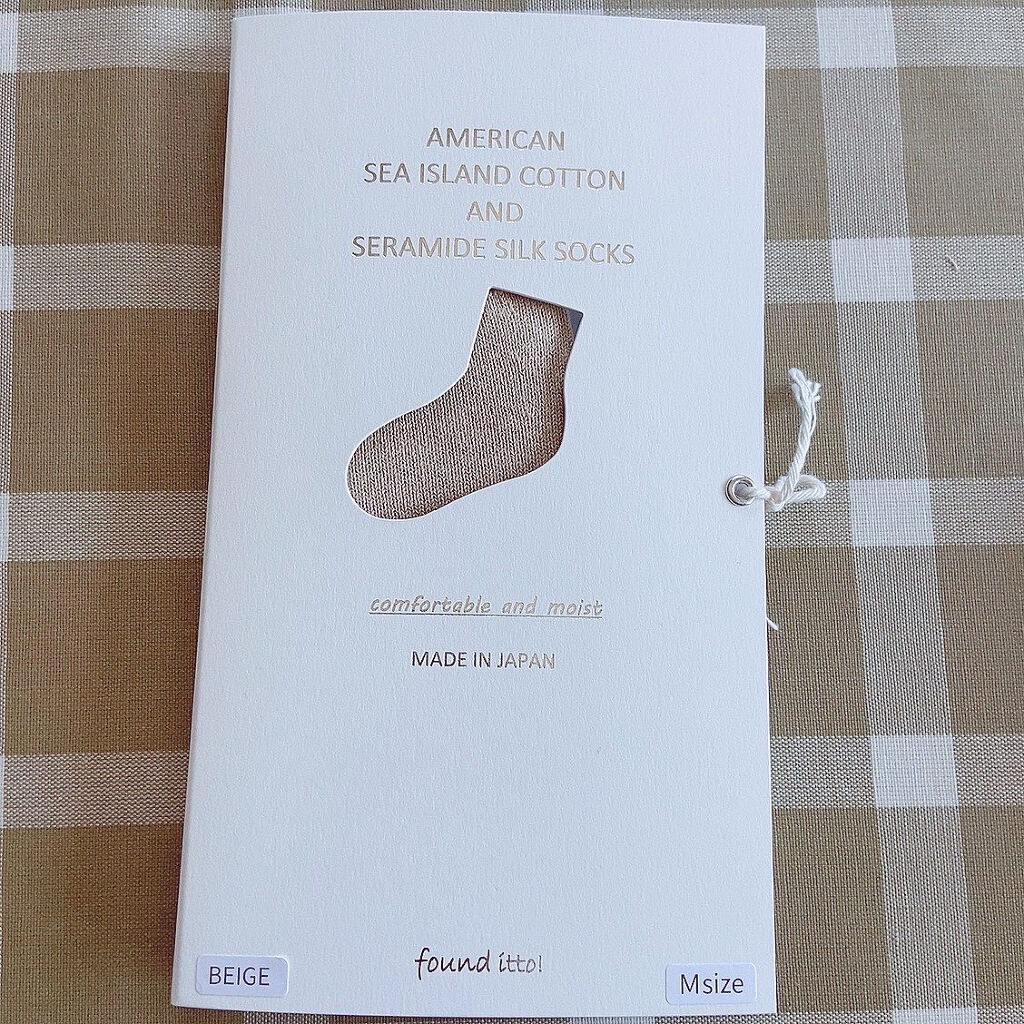 AMERICAN
SEA ISLAND COTTON
AND
SERAMIDE SILK SOCKS
comfortable and moist
MADE IN JAPAN
found itto!
BEIGE
Msize